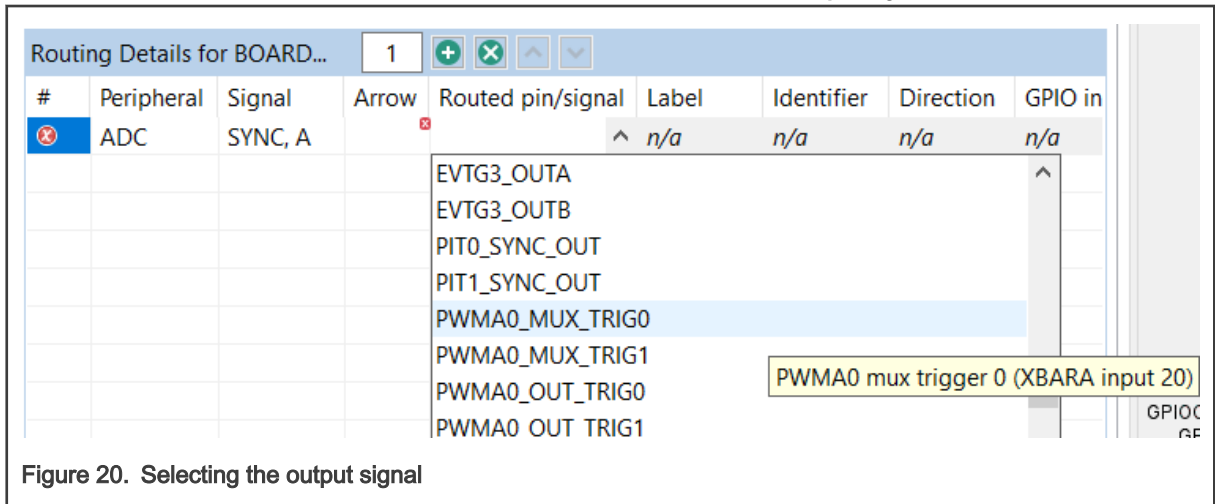 Routing Details for BOARD... 1
# Peripheral Signal Arrow Routed pin/signal Label Identifier Direction GPIO in
ADC SYNC, A n/a n/a n/a n/a
EVTG3_OUTA
EVTG3_OUTB
PIT0_SYNC_OUT
PIT1_SYNC_OUT
PWMA0_MUX_TRIG0
PWMA0_MUX_TRIG1
PWMA0 mux trigger 0 (XBARA input 20)
PWMA0_OUT_TRIG0
PWMA0_OUT_TRIG1
GPIOC
Figure 20. Selecting the output signal